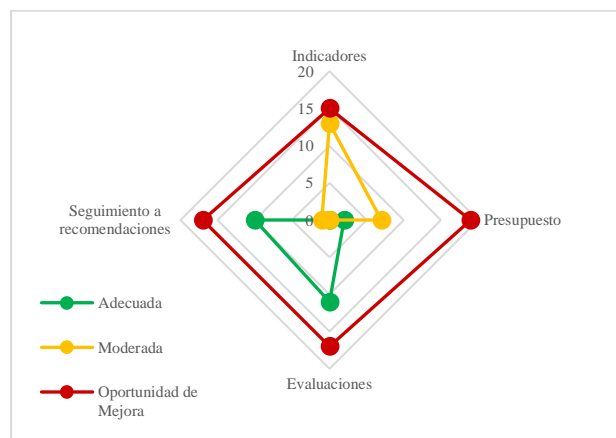 Indicadores
20
15
10
5
0
Presupuesto
Seguimiento a
recomendaciones
Evaluaciones
Adecuada
Moderada
Oportunidad de
Mejora